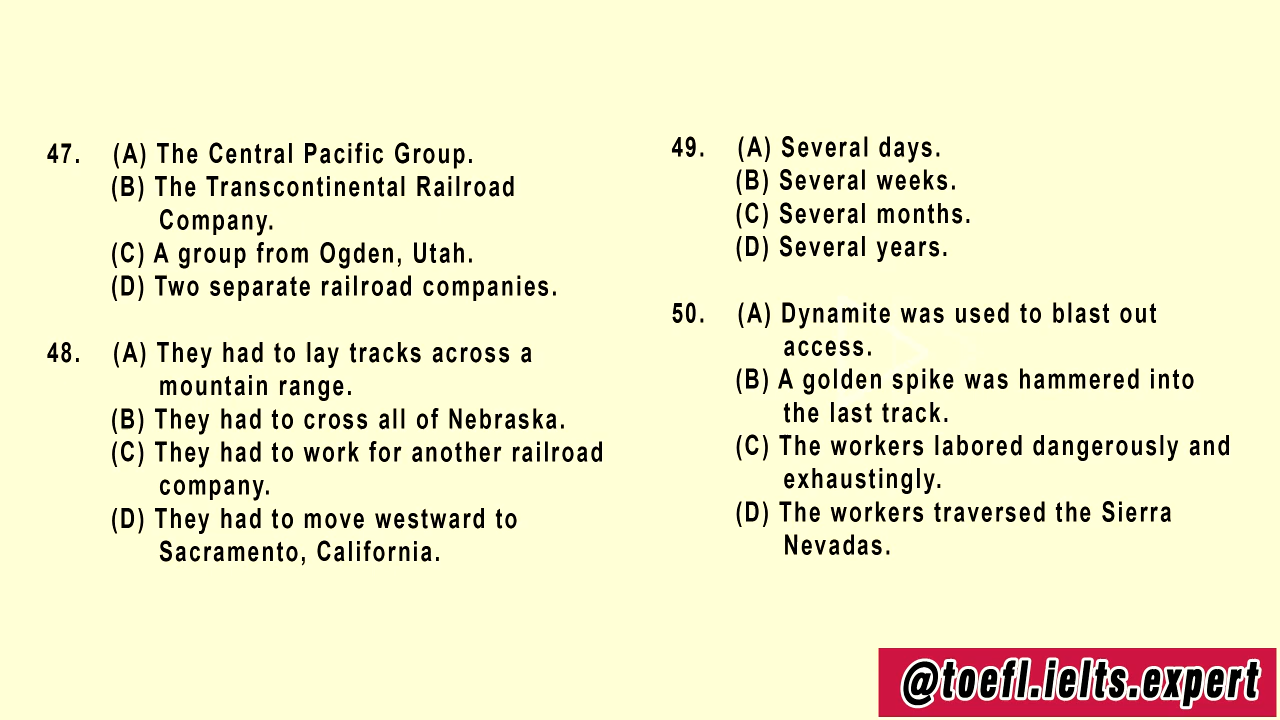 47. (A) The Central Pacific Group.
(B) The Transcontinental Railroad
Company.
(C) A group from Ogden, Utah.
(D) Two separate railroad companies.
48. (A) They had to lay tracks across a
mountain range.
(B) They had to cross all of Nebraska.
(C) They had to work for another railroad
company.
(D) They had to move westward to
Sacramento, California.
49. (A) Several days.
(B) Several weeks.
(C) Several months.
(D) Several years.
50. (A) Dynamite was used to blast out
access.
(B) A golden spike was hammered into
the last track.
(C) The workers labored dangerously and
exhaustingly.
(D) The workers traversed the Sierra
Nevadas.
@toefl.ielts.expert